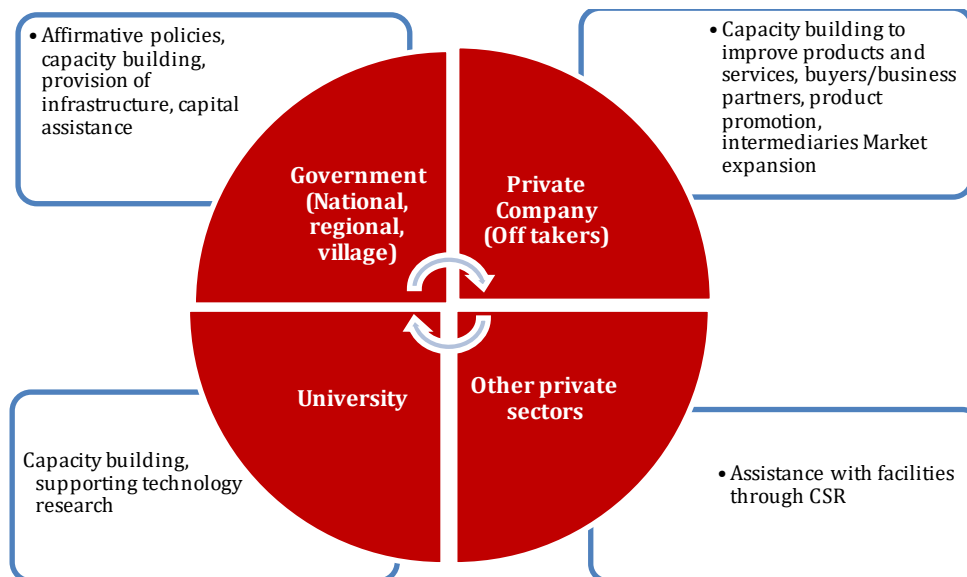 • Affirmative policies,
capacity building,
provision of
infrastructure, capital
assistance
• Capacity building to
improve products and
services, buyers/business
partners, product
promotion,
intermediaries Market
expansion
Government
(National,
regional,
village)
Private
Company
(Off takers)
University
Other private
sectors
Capacity building,
supporting technology
research
• Assistance with facilities
through CSR